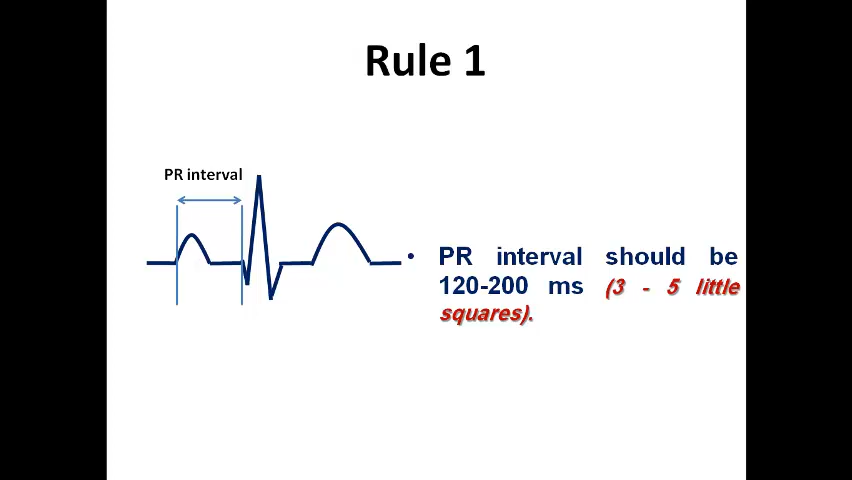 Rule 1
PR interval
• PR interval should be
120-200 ms (3 - 5 little
squares).